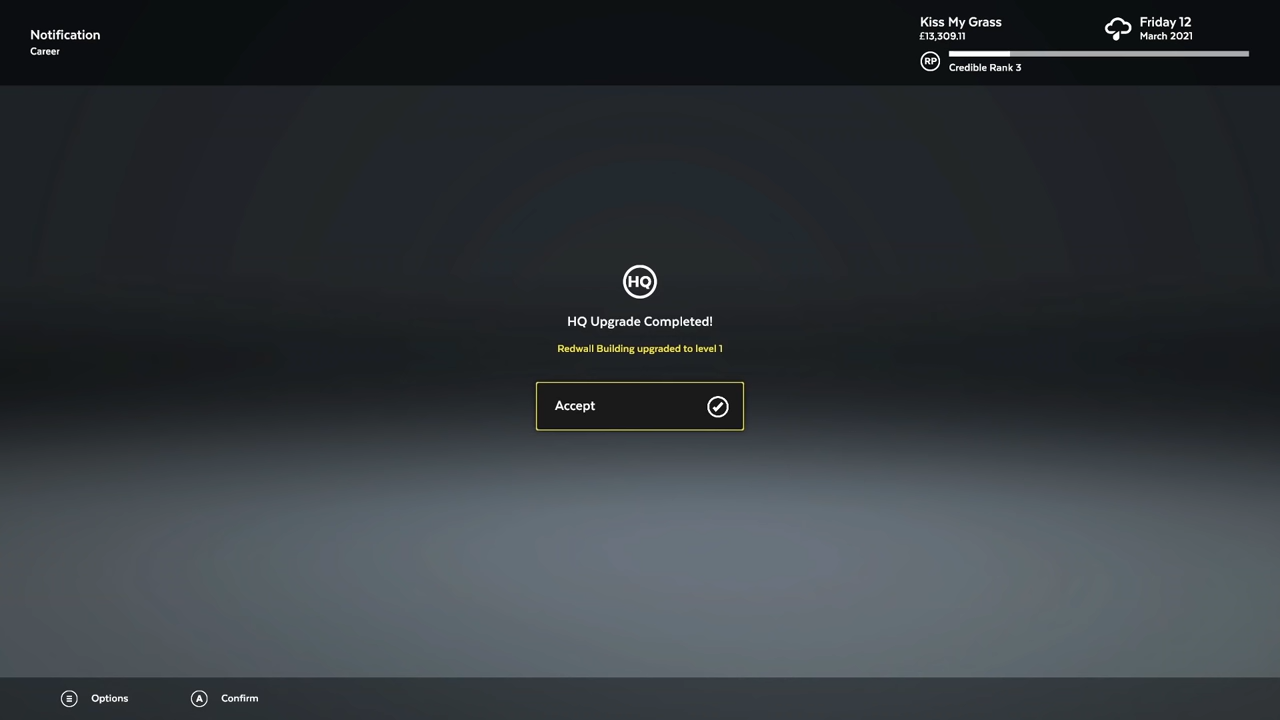 Notification
Career
Kiss My Grass
£13,309.11
Friday 12
March 2021
RP
Credible Rank 3
HQ
HQ Upgrade Completed!
Redwall Building upgraded to level 1
Accept
Options
A Confirm